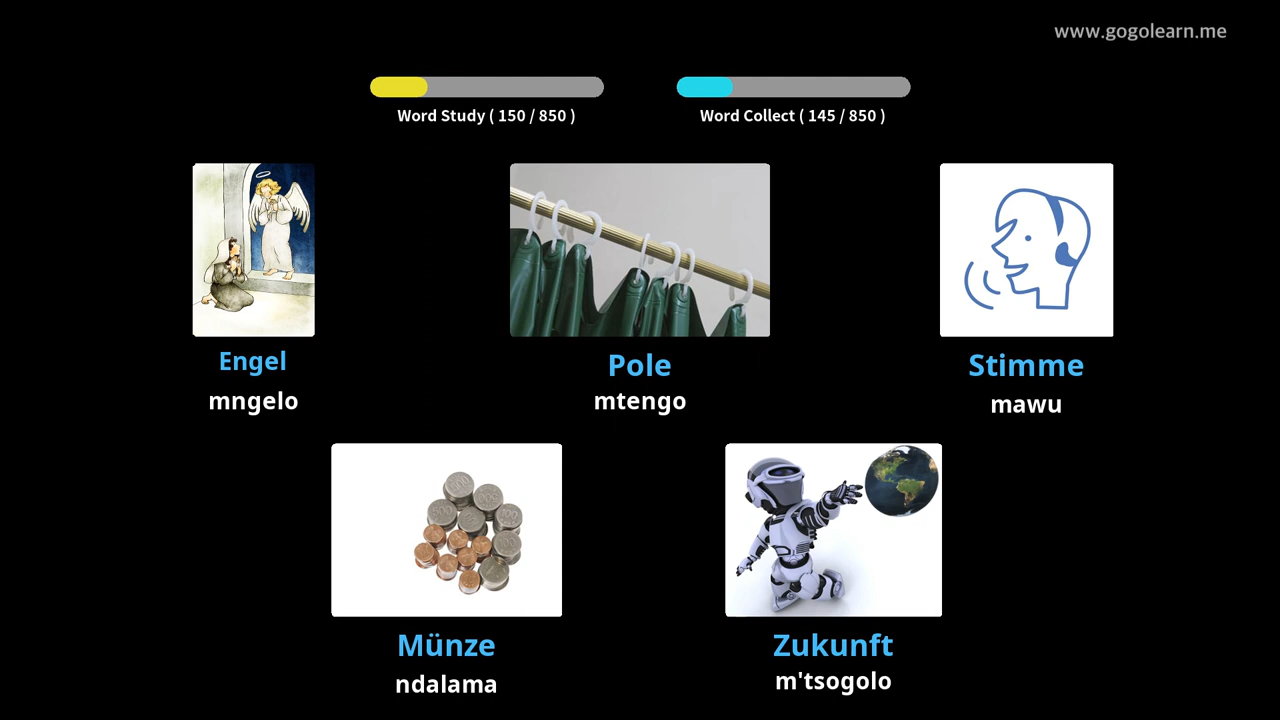 www.gogolearn.me
Word Study ( 150 / 850 )
Word Collect ( 145 / 850 )
Engel
mngelo
Pole
mtengo
Stimme
mawu
Münze
ndalama
Zukunft
m'tsogolo